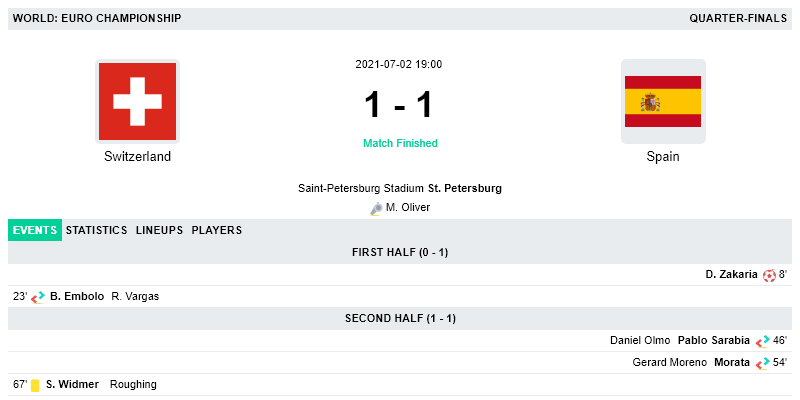 WORLD: EURO CHAMPIONSHIP QUARTER-FINALS
2021-07-02 19:00
1 - 1
Match Finished
Switzerland Spain
Saint-Petersburg Stadium St. Petersburg
M. Oliver
EVENTS STATISTICS LINEUPS PLAYERS
FIRST HALF (0 - 1)
D. Zakaria 8'
23' B. Embolo R. Vargas
SECOND HALF (1 - 1)
Daniel Olmo Pablo Sarabia 46'
Gerard Moreno Morata 54'
67' S. Widmer Roughing